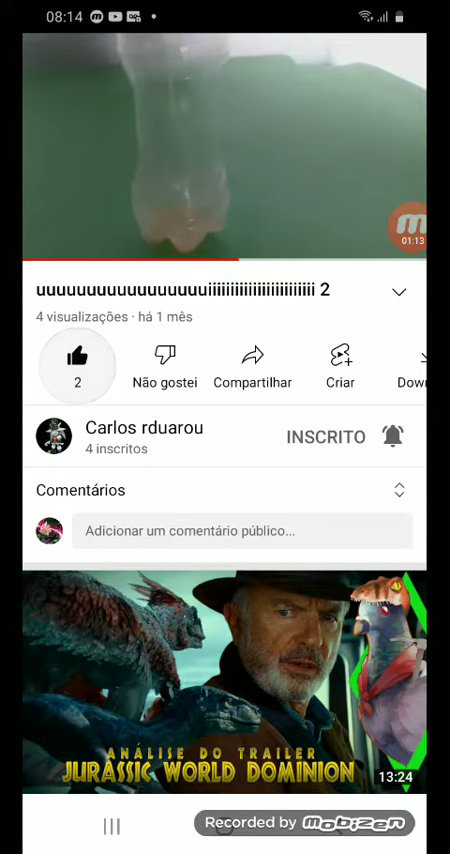 08:14
01:13
uuuuuuuuuuuuuuuuuiiiiiiiiiiiiiiiiiiiiiiii 2
4 visualizações · há 1 mês
2 Não gostei Compartilhar Criar Down
Carlos rduarou
4 inscritos
INSCRITO
Comentários
Adicionar um comentário público...
ANÁLISE DO TRAILER
JURASSIC WORLD DOMINION
13:24
Recorded by mobizen